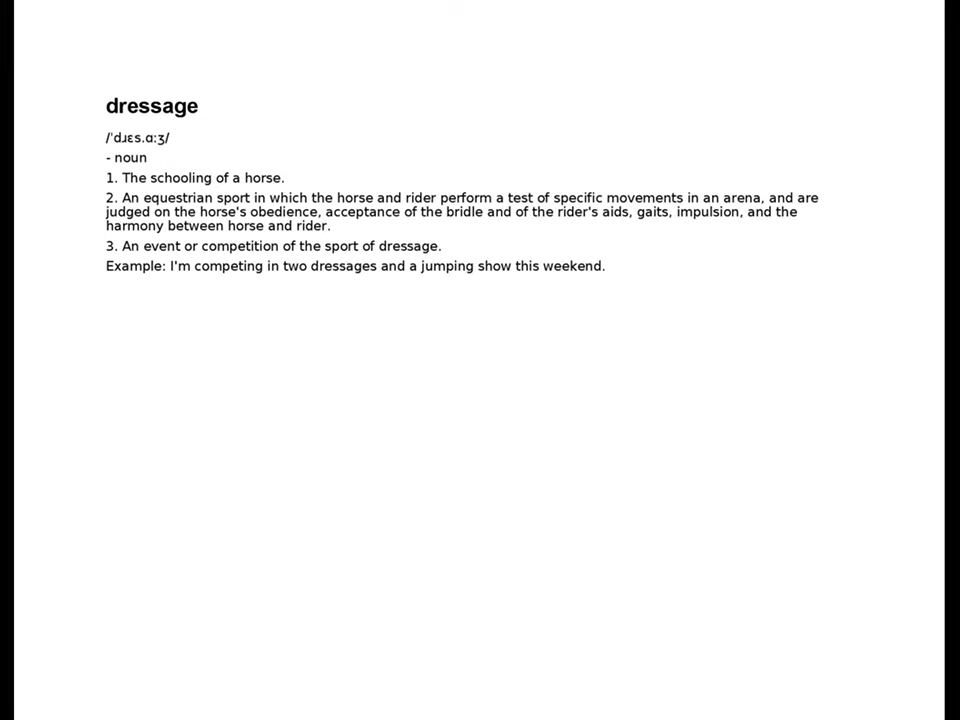 dressage
/ˈdɹɛs.ɑːʒ/
- noun
1. The schooling of a horse.
2. An equestrian sport in which the horse and rider perform a test of specific movements in an arena, and are
judged on the horse's obedience, acceptance of the bridle and of the rider's aids, gaits, impulsion, and the
harmony between horse and rider.
3. An event or competition of the sport of dressage.
Example: I'm competing in two dressages and a jumping show this weekend.